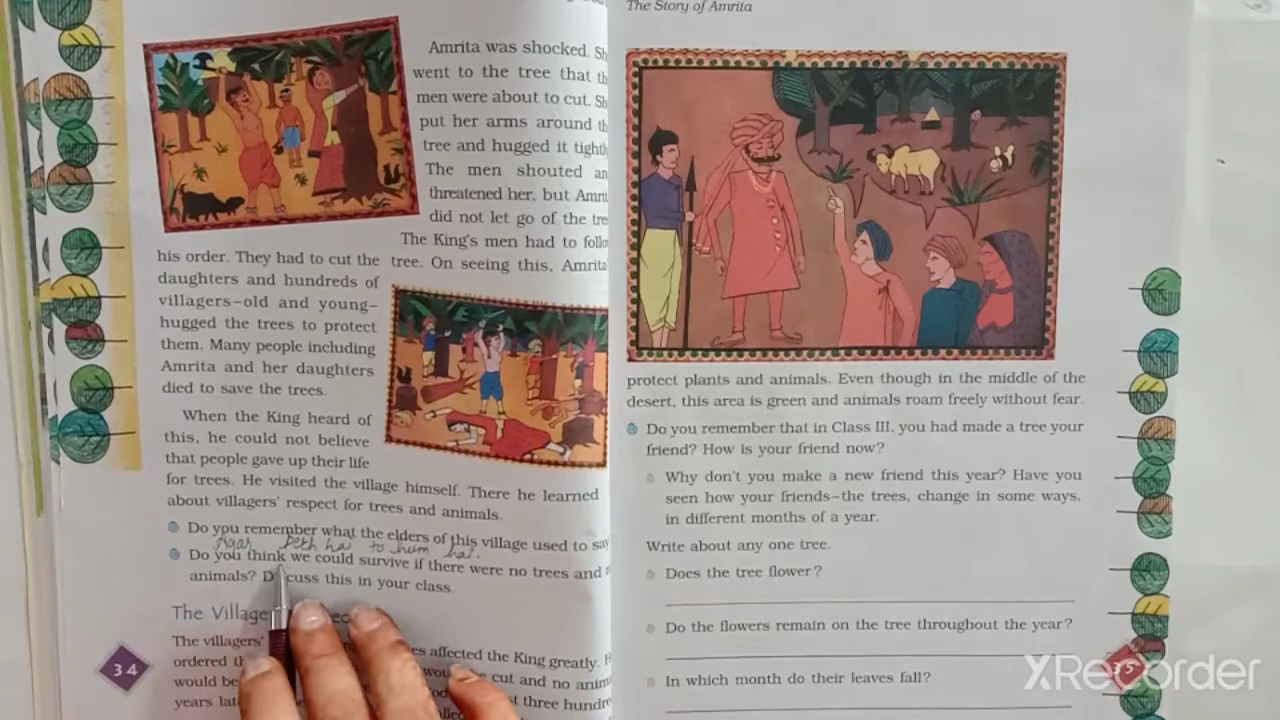 Amrita was shocked.
went to the tree that
men were about to cut.
put her arms around
tree and hugged it
The men shouted
threatened her, but
did not let go of the
The King's men had to
his order. They had to cut the tree. On seeing this, Amrita
daughters and hundreds of
villagers–old and young–
hugged the trees to protect
them. Many people including
Amrita and her daughters
died to save the trees.
When the King heard of
this, he could not believe
that people gave up their life
for trees. He visited the village himself. There he learned
about villagers' respect for trees and animals.
Do you remember what the elders of this village used to
Agar to hum hai.
Do you think we could survive if there were no trees and
animals? this in your class.
The
The villagers' affected the King greatly.
ordered
would be cut and no
years
34
The Story of Amrita
protect plants and animals. Even though in the middle of the
desert, this area is green and animals roam freely without fear.
Do you remember that in Class III, you had made a tree your
friend? How is your friend now?
Why don't you make a new friend this year? Have you
seen how your friends–the trees, change in some ways,
in different months of a year.
Write about any one tree.
Does the tree flower?
Do the flowers remain on the tree throughout the year?
In which month do their leaves fall?
35
XRecorder